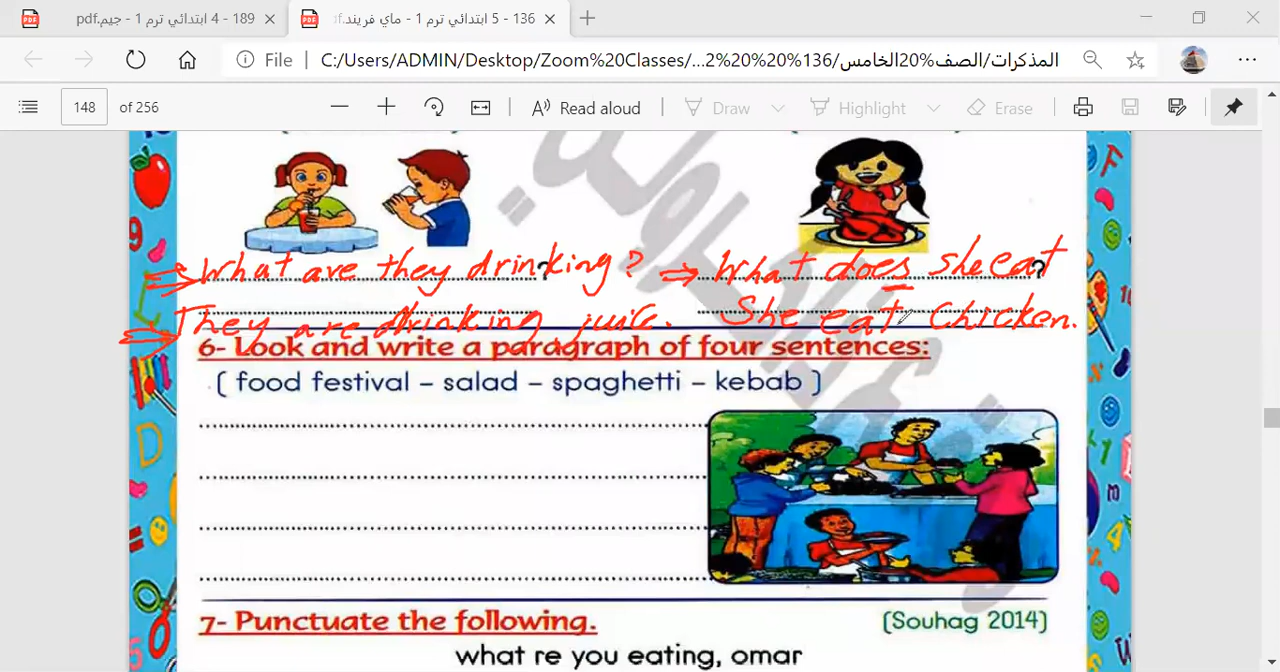 189 - 4 ابتدائي ترم 1 - جيم.pdf
136 - 5 ابتدائي ترم 1 - ماي فريند.
File
C:/Users/ADMIN/Desktop/Zoom%20Classes/...2%20%20%136/المذكرات/الصف%20الخامس
148 of 256
Read aloud
Draw
Highlight
Erase
What are they drinking? What does she eat?
They are drinking juice. She eat Chicken.
6- Look and write a paragraph of four sentences:
( food festival – salad – spaghetti – kebab )
7- Punctuate the following. (Souhag 2014)
what re you eating, omar